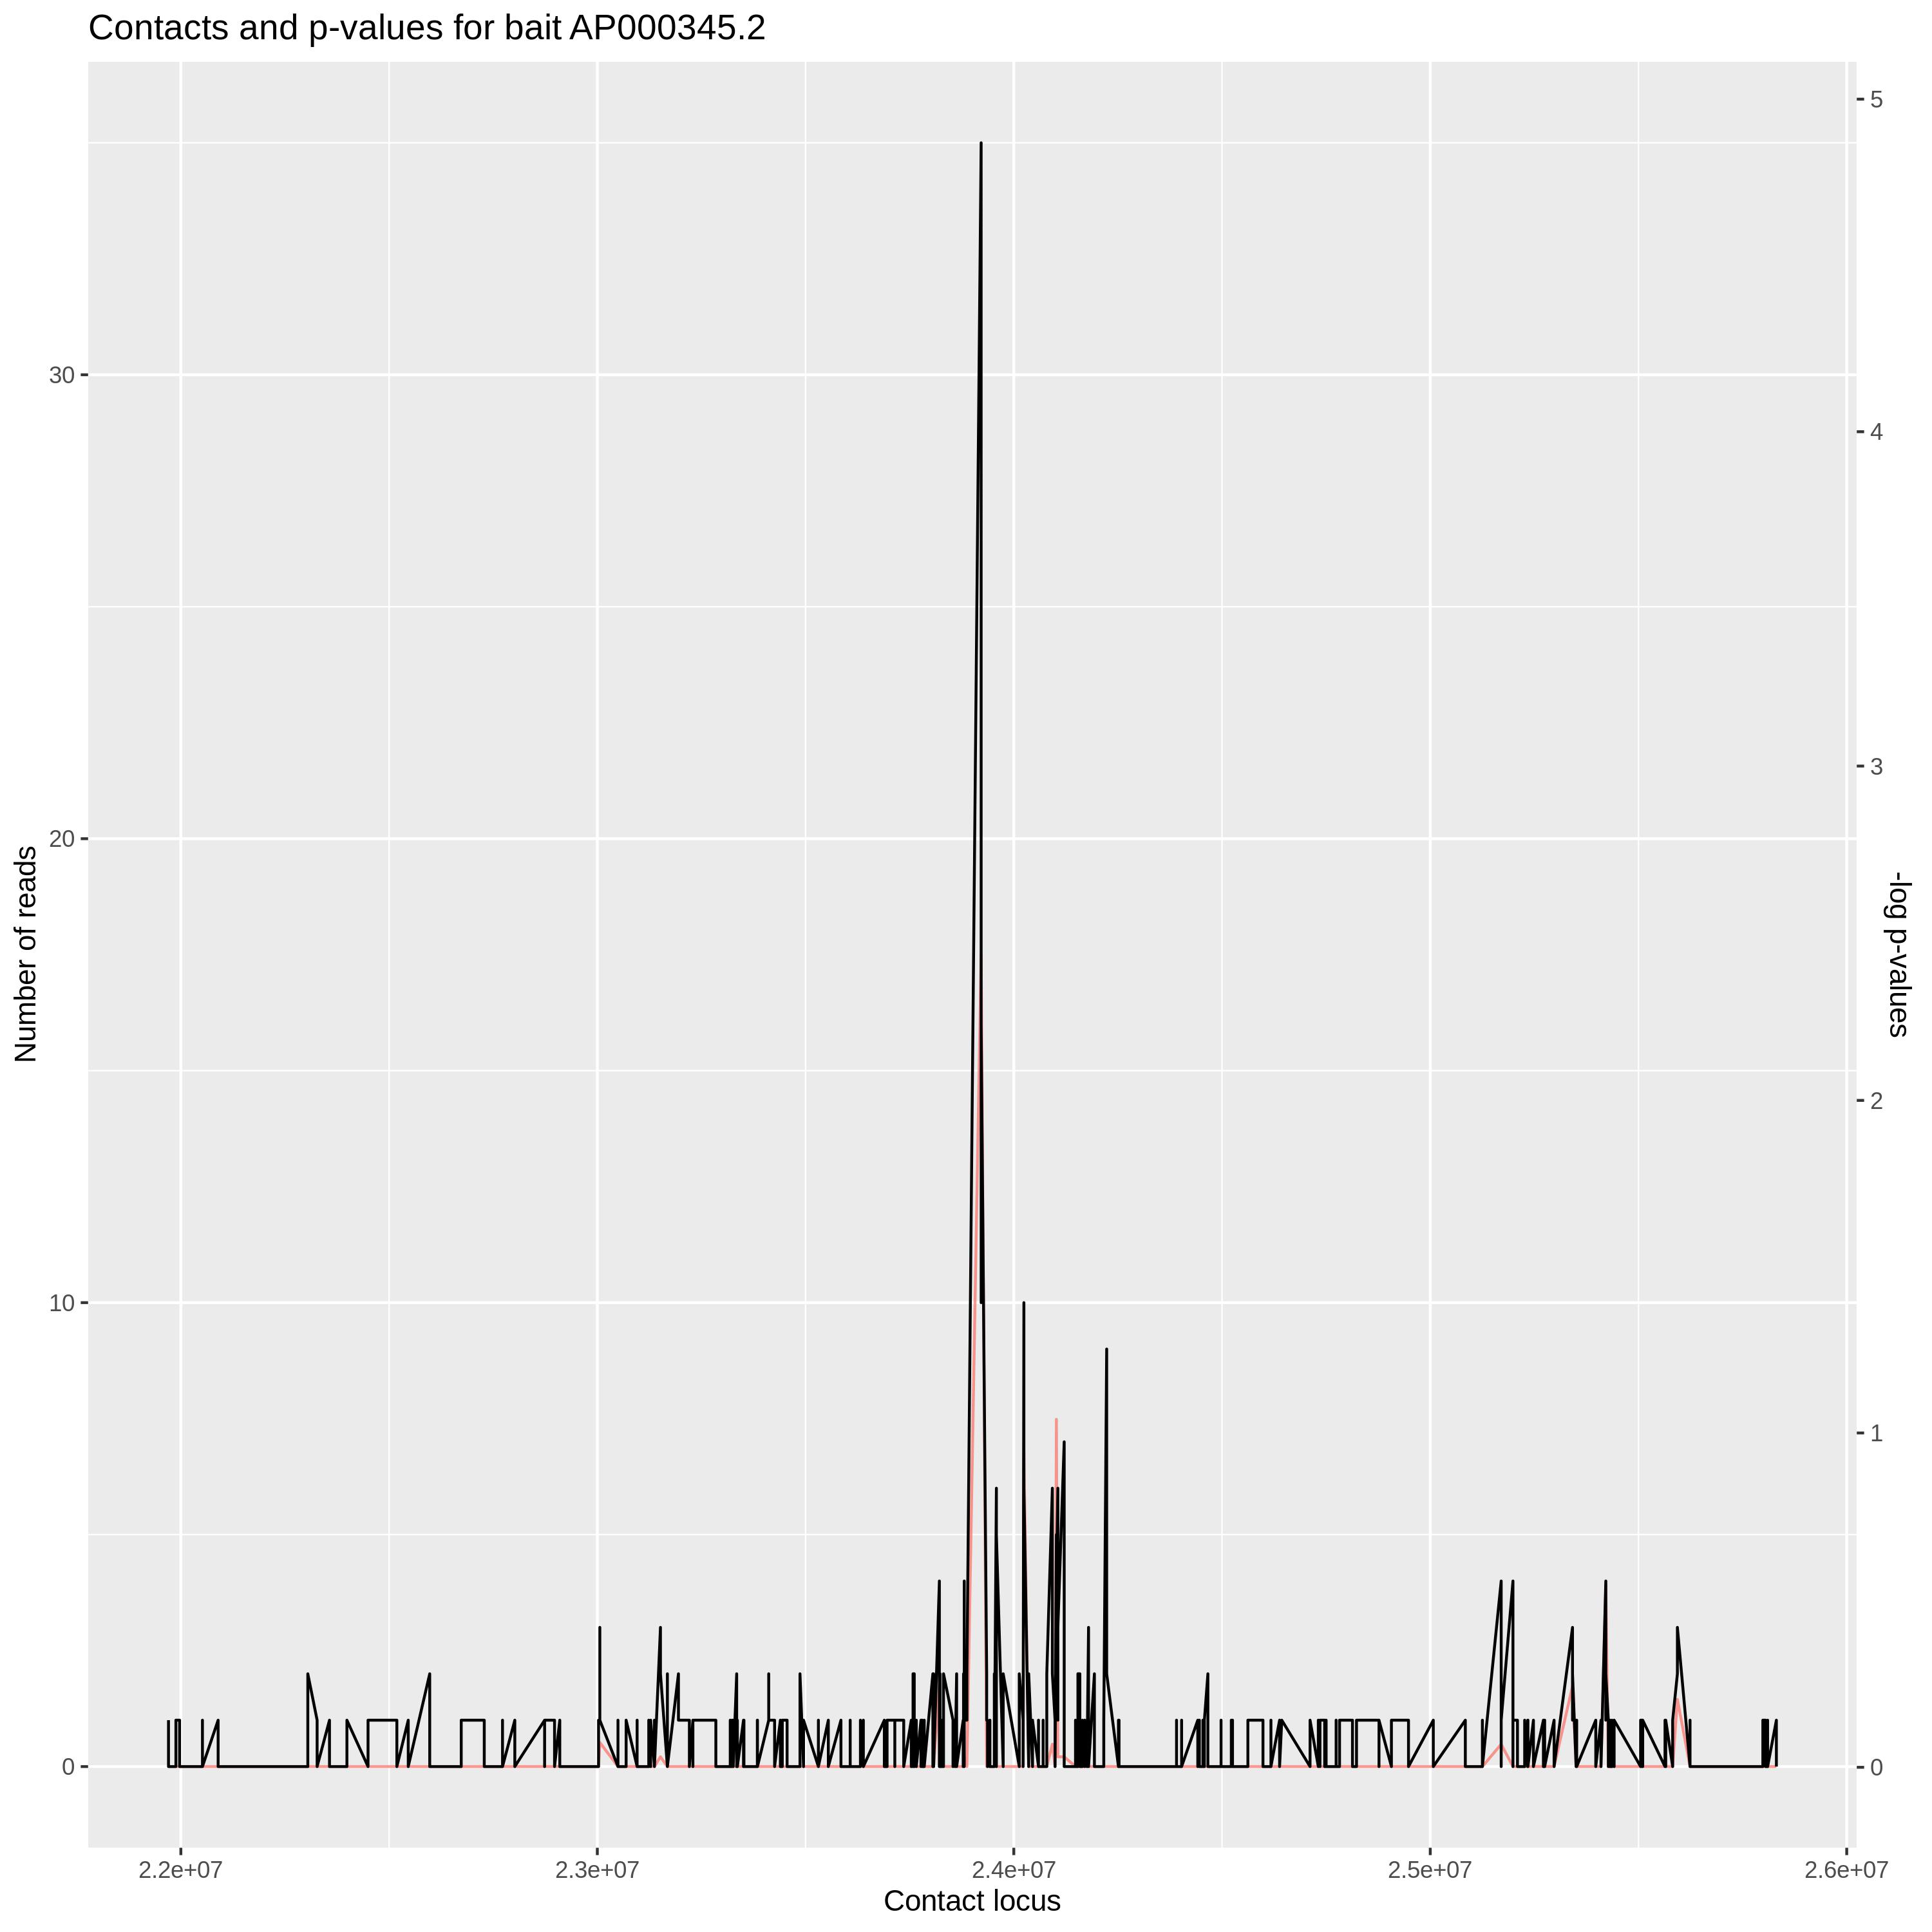 Contacts and p-values for bait AP000345.2
Number of reads
30
20
10
0
5
4
3
2
1
0
-log p-values
2.2e+07
2.3e+07
2.4e+07
2.5e+07
2.6e+07
Contact locus